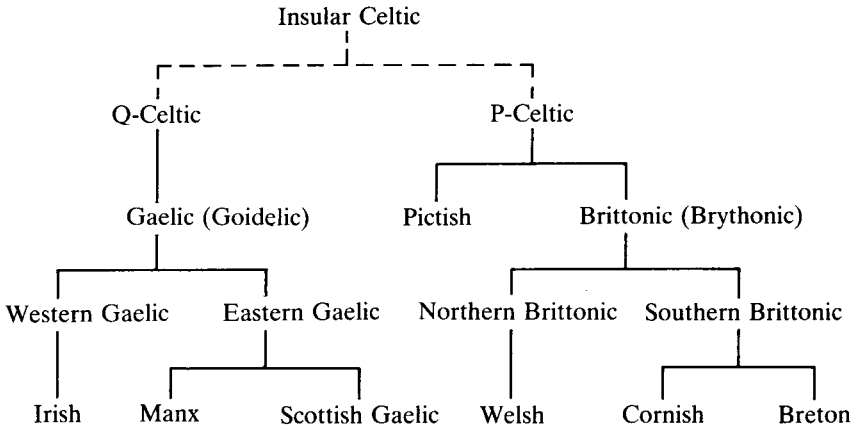 Insular Celtic
Q-Celtic P-Celtic
Gaelic (Goidelic) Pictish Brittonic (Brythonic)
Western Gaelic Eastern Gaelic Northern Brittonic Southern Brittonic
Irish Manx Scottish Gaelic Welsh Cornish Breton